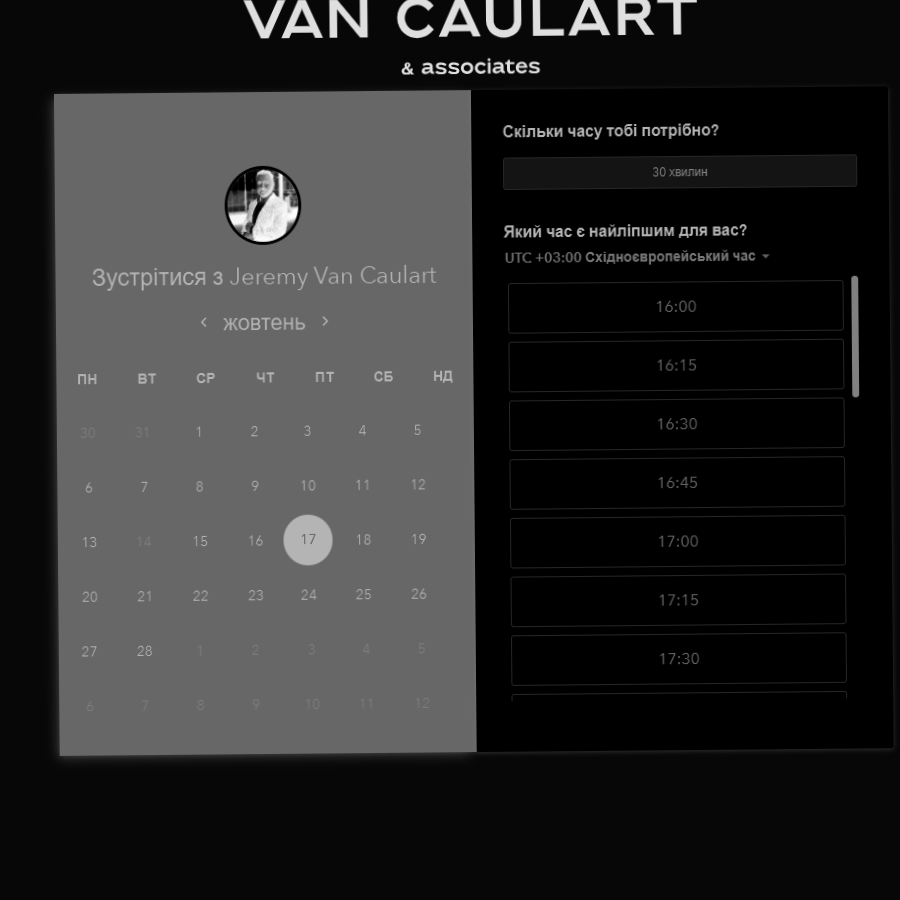 VAN CAULART
& associates
Зустрітися з Jeremy Van Caulart
жовтень
ПН ВТ СР ЧТ ПТ СБ НД
30 31 1 2 3 4 5
6 7 8 9 10 11 12
13 14 15 16 17 18 19
20 21 22 23 24 25 26
27 28 1 2 3 4 5
6 7 8 9 10 11 12
Скільки часу тобі потрібно?
30 хвилин
Який час є найліпшим для вас?
UTC +03:00 Східноєвропейський час
16:00
16:15
16:30
16:45
17:00
17:15
17:30